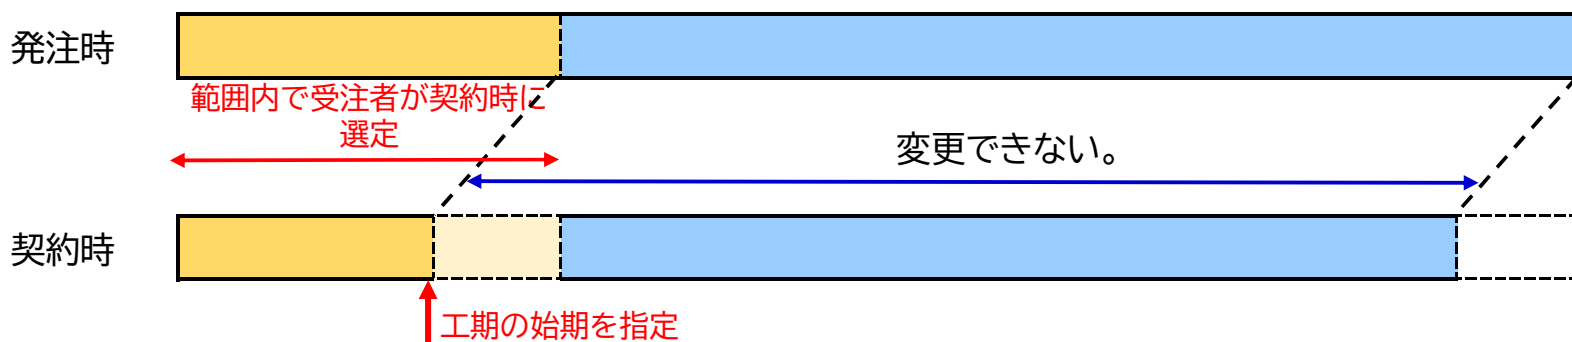 発注時
範囲内で受注者が契約時に
選定
変更できない。
契約時
工期の始期を指定